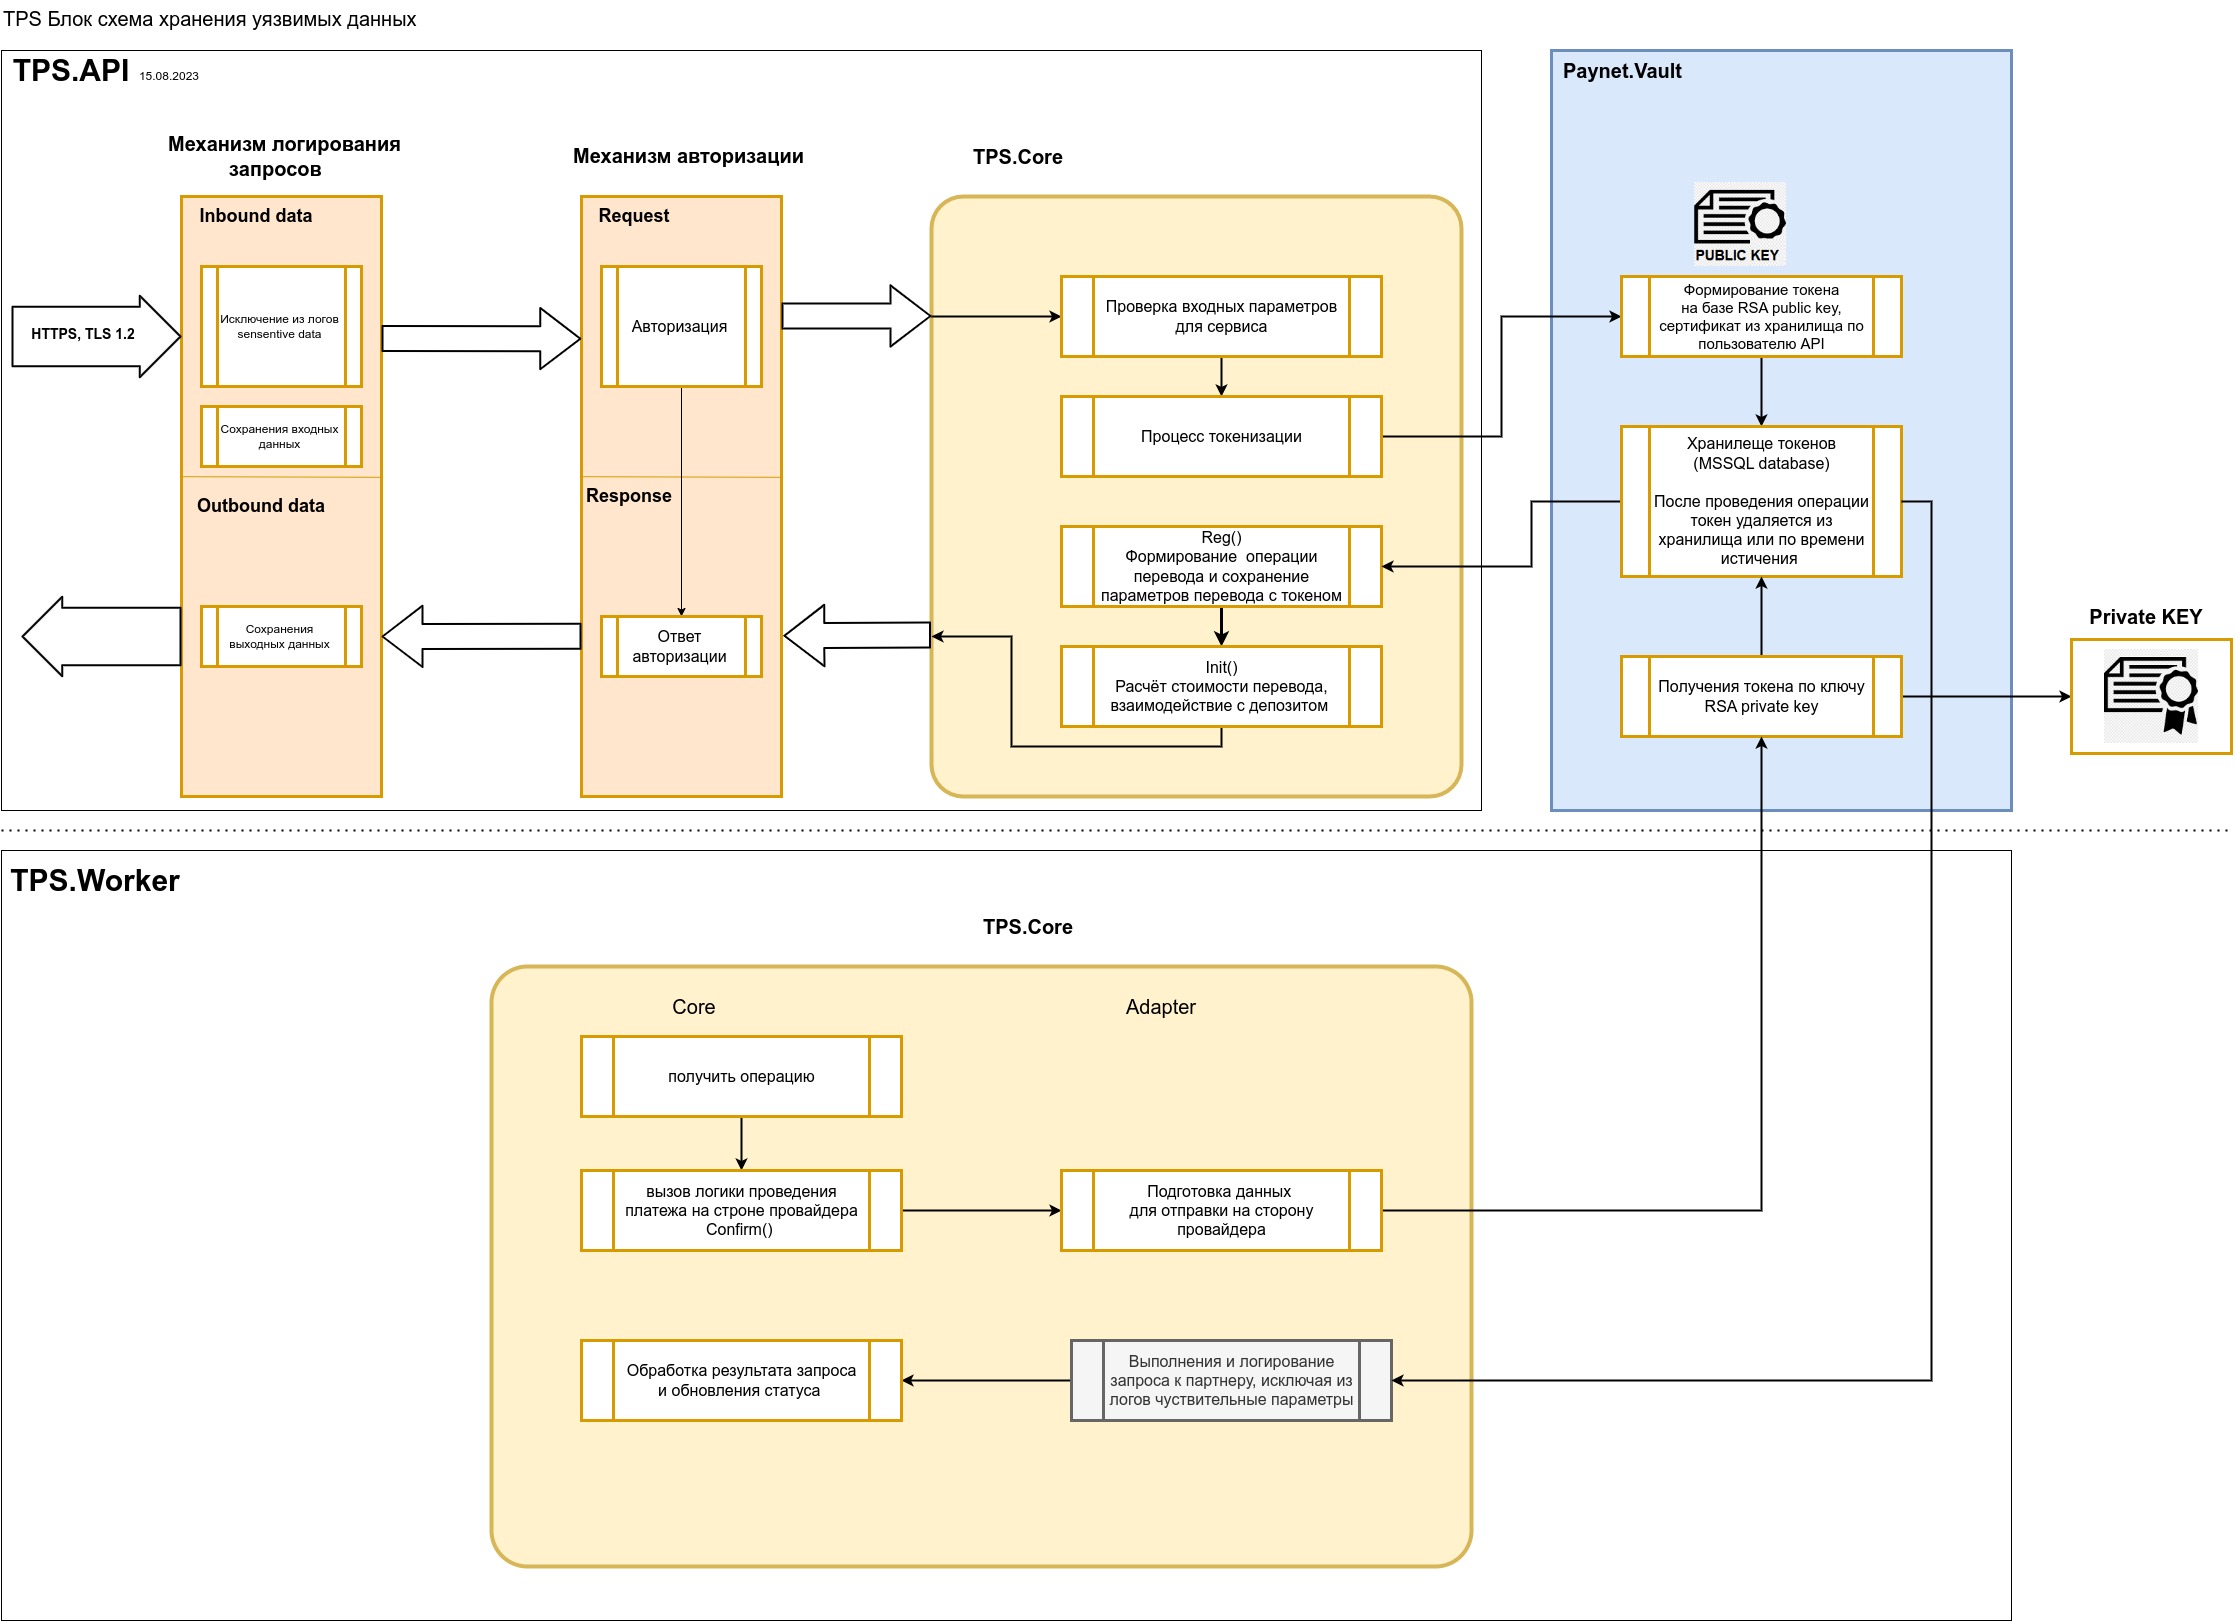 TPS Блок схема хранения уязвимых данных
TPS.API 15.08.2023
Механизм логирования
запросов
Inbound data
HTTPS, TLS 1.2
Исключение из логов
sensentive data
Сохранения входных
данных
Outbound data
Сохранения
выходных данных
Механизм авторизации
Request
Авторизация
Response
Ответ
авторизации
TPS.Core
Проверка входных параметров
для сервиса
Процесс токенизации
Reg()
Формирование операции
перевода и сохранение
параметров перевода с токеном
Init()
Расчёт стоимости перевода,
взаимодействие с депозитом
Paynet.Vault
PUBLIC KEY
Формирование токена
на базе RSA public key,
сертификат из хранилища по
пользователю API
Хранилеще токенов
(MSSQL database)
После проведения операции
токен удаляется из
хранилища или по времени
истичения
Получения токена по ключу
RSA private key
Private KEY
TPS.Worker
TPS.Core
Core
Adapter
получить операцию
вызов логики проведения
платежа на строне провайдера
Confirm()
Подготовка данных
для отправки на сторону
провайдера
Обработка результата запроса
и обновления статуса
Выполнения и логирование
запроса к партнеру, исключая из
логов чуствительные параметры